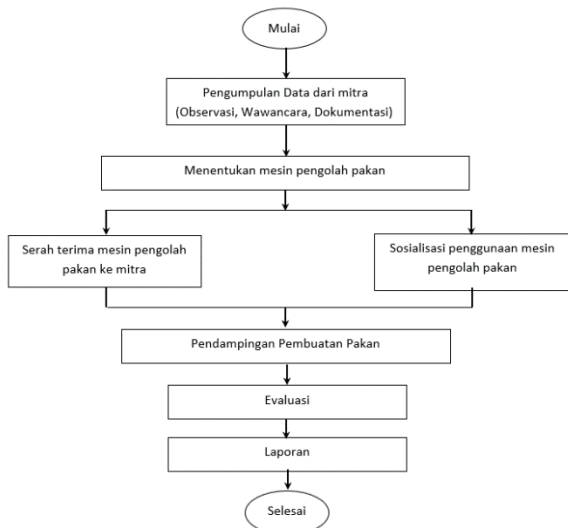 Mulai
Pengumpulan Data dari mitra
(Observasi, Wawancara, Dokumentasi)
Menentukan mesin pengolah pakan
Serah terima mesin pengolah
pakan ke mitra
Sosialisasi penggunaan mesin
pengolah pakan
Pendampingan Pembuatan Pakan
Evaluasi
Laporan
Selesai